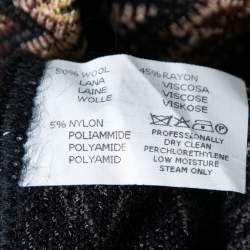 50% WOOL
LANA
LAINE
WOLLE
5% NYLON
POLIAMMIDE
POLYAMIDE
POLYAMID
45% RAYON
VISCOSA
VISCOSE
VISKOSE
PROFESSIONALLY
DRY CLEAN
PERCHLORETHYLENE
LOW MOISTURE
STEAM ONLY